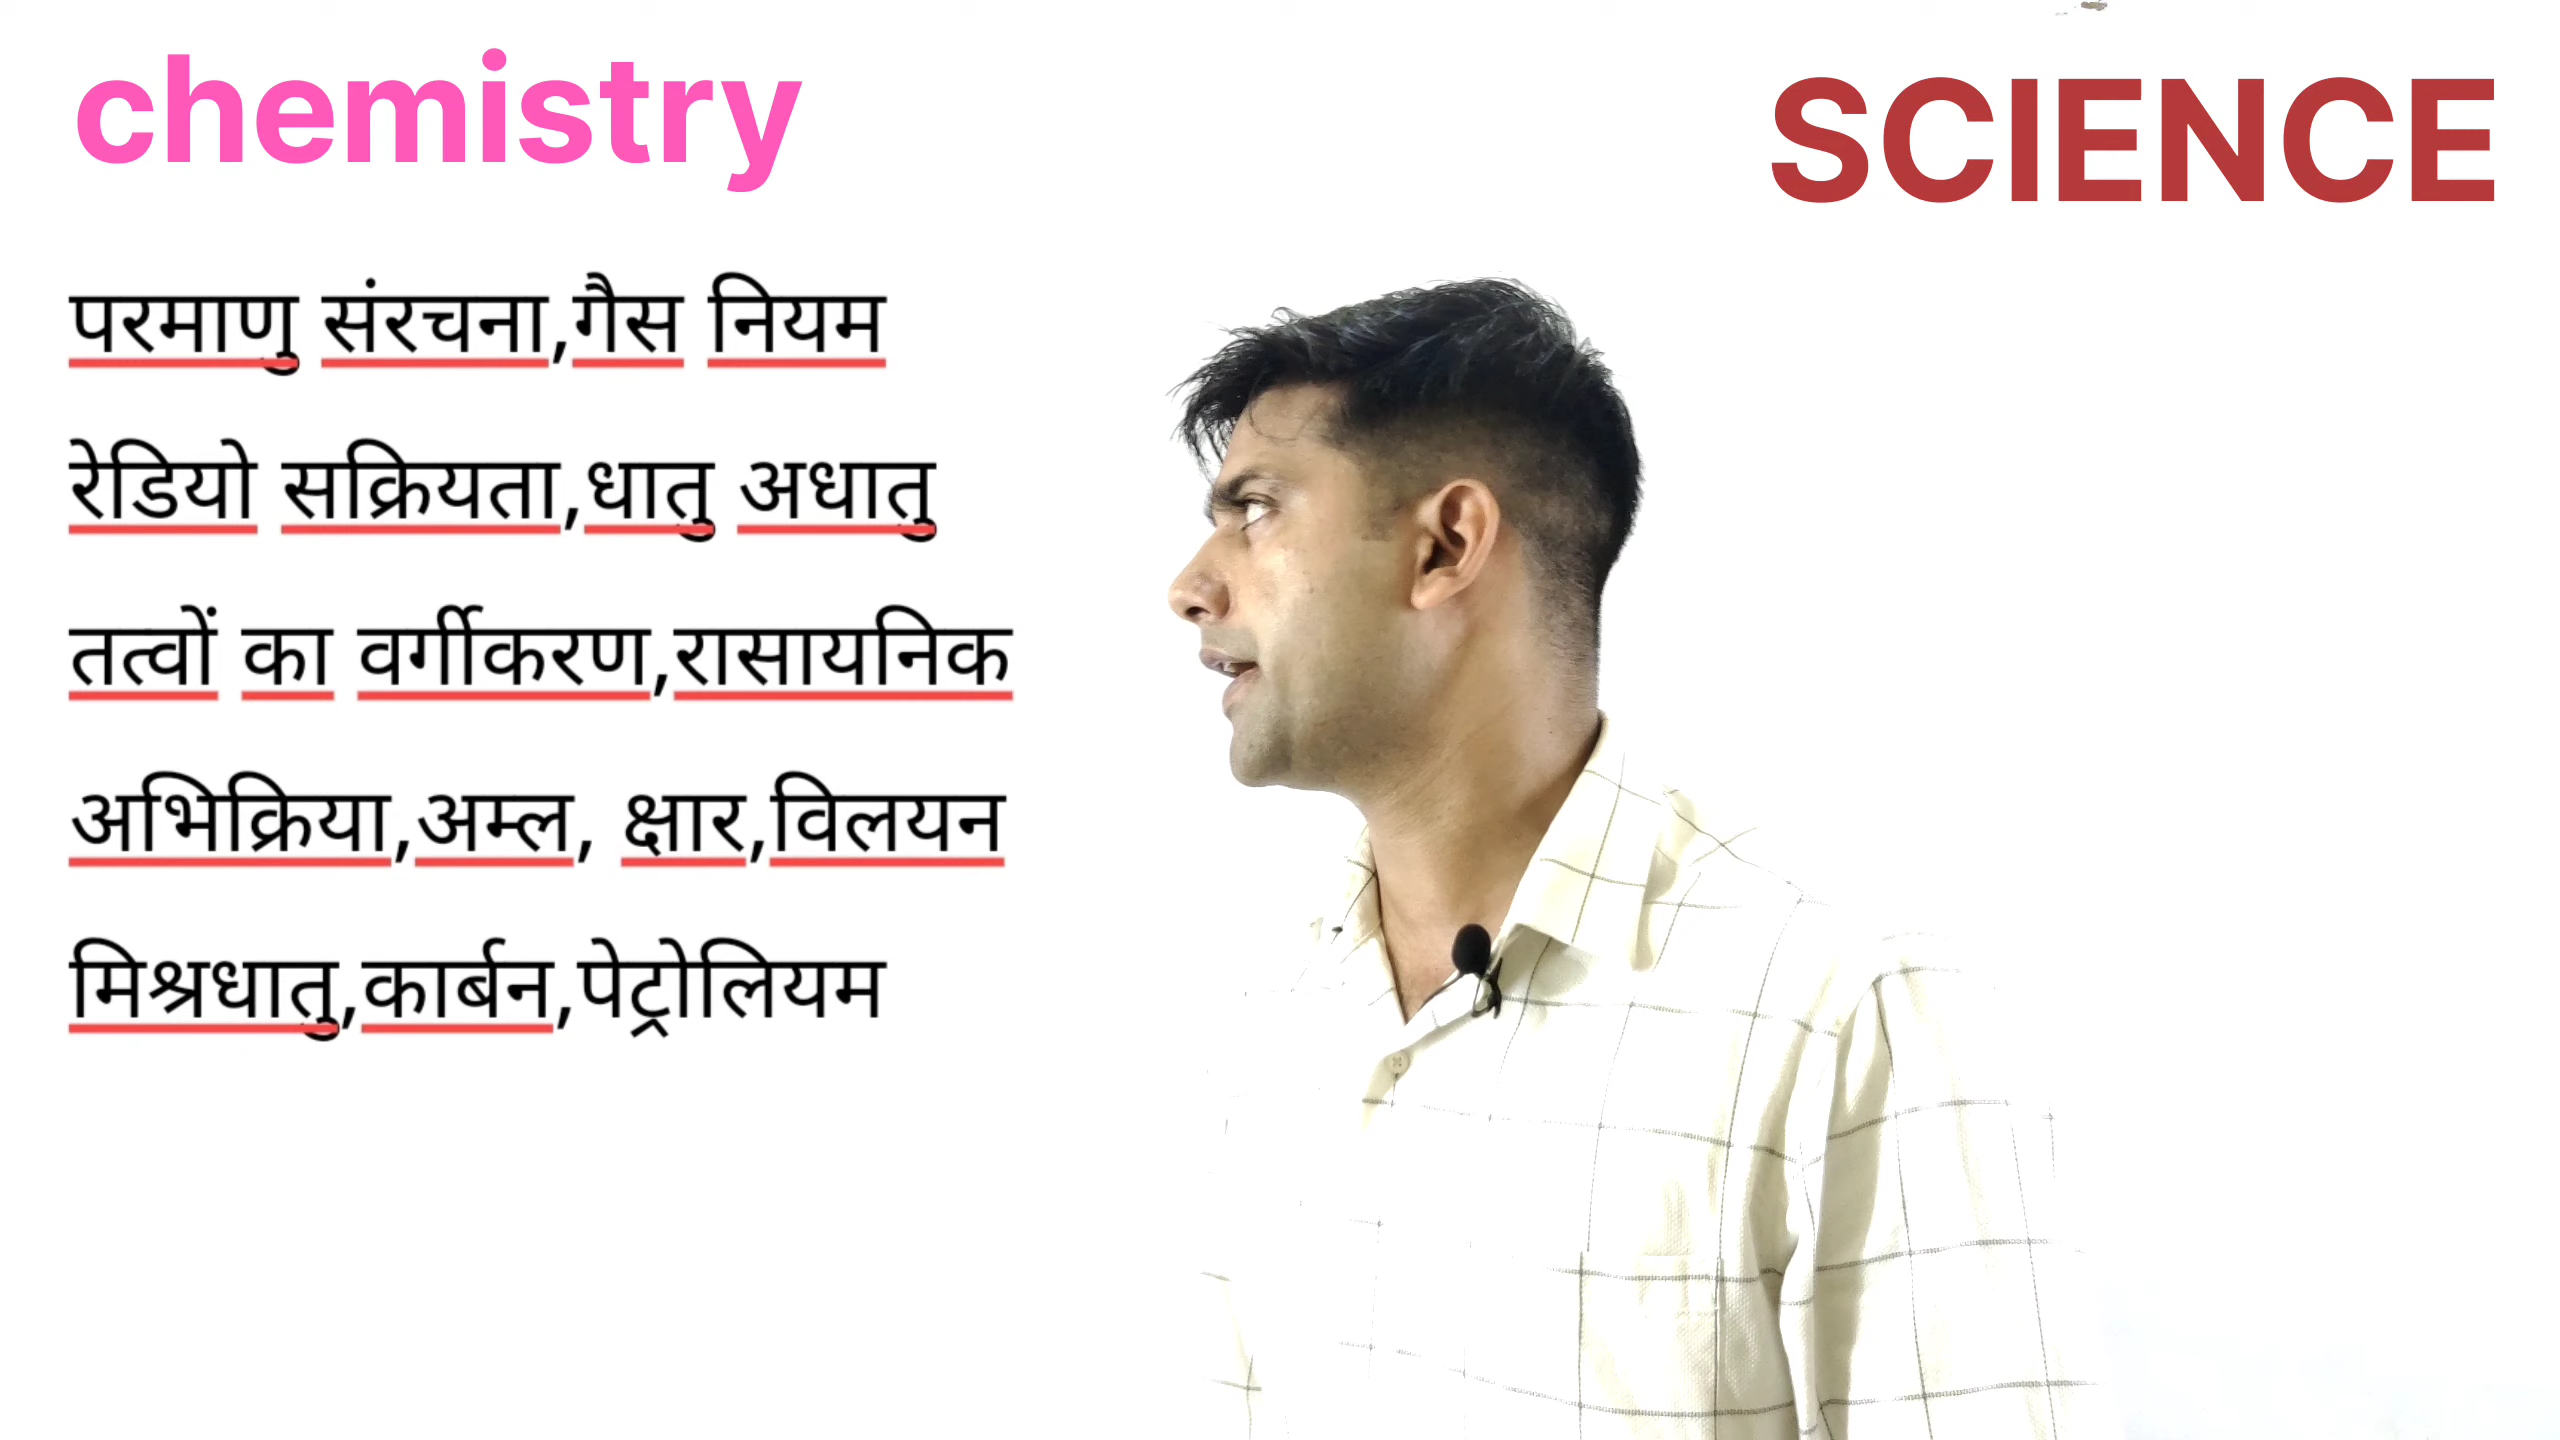 chemistry
SCIENCE
परमाणु संरचना,गैस नियम
रेडियो सक्रियता,धातु अधातु
तत्वों का वर्गीकरण,रासायनिक
अभिक्रिया,अम्ल, क्षार,विलयन
मिश्रधातु,कार्बन,पेट्रोलियम